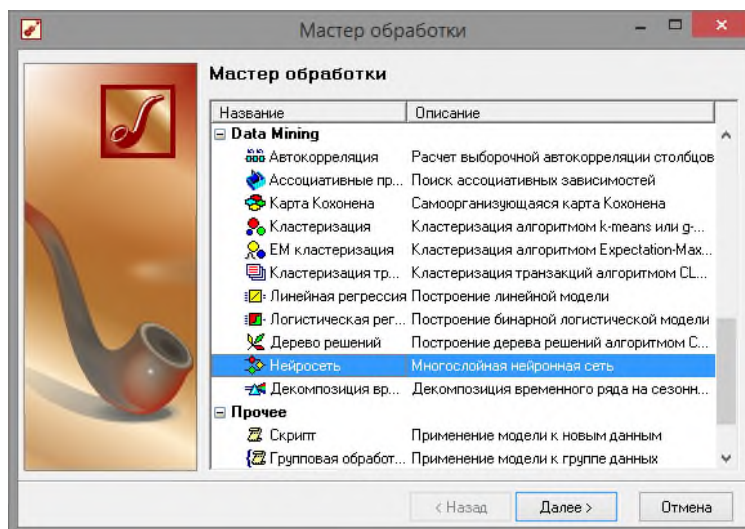 Мастер обработки
Мастер обработки
Название Описание
Data Mining
Автокорреляция Расчет выборочной автокорреляции столбцов
Ассоциативные пр... Поиск ассоциативных зависимостей
Карта Кохонена Самоорганизующаяся карта Кохонена
Кластеризация Кластеризация алгоритмом k-means или g-...
EM кластеризация Кластеризация алгоритмом Expectation-Max...
Кластеризация тр... Кластеризация транзакций алгоритмом CL...
Линейная регрессия Построение линейной модели
Логистическая рег... Построение бинарной логистической модели
Дерево решений Построение дерева решений алгоритмом C...
Нейросеть Многослойная нейронная сеть
Декомпозиция вр... Декомпозиция временного ряда на сезонн...
Прочее
Скрипт Применение модели к новым данным
Групповая обработ... Применение модели к группе данных
< Назад Далее > Отмена